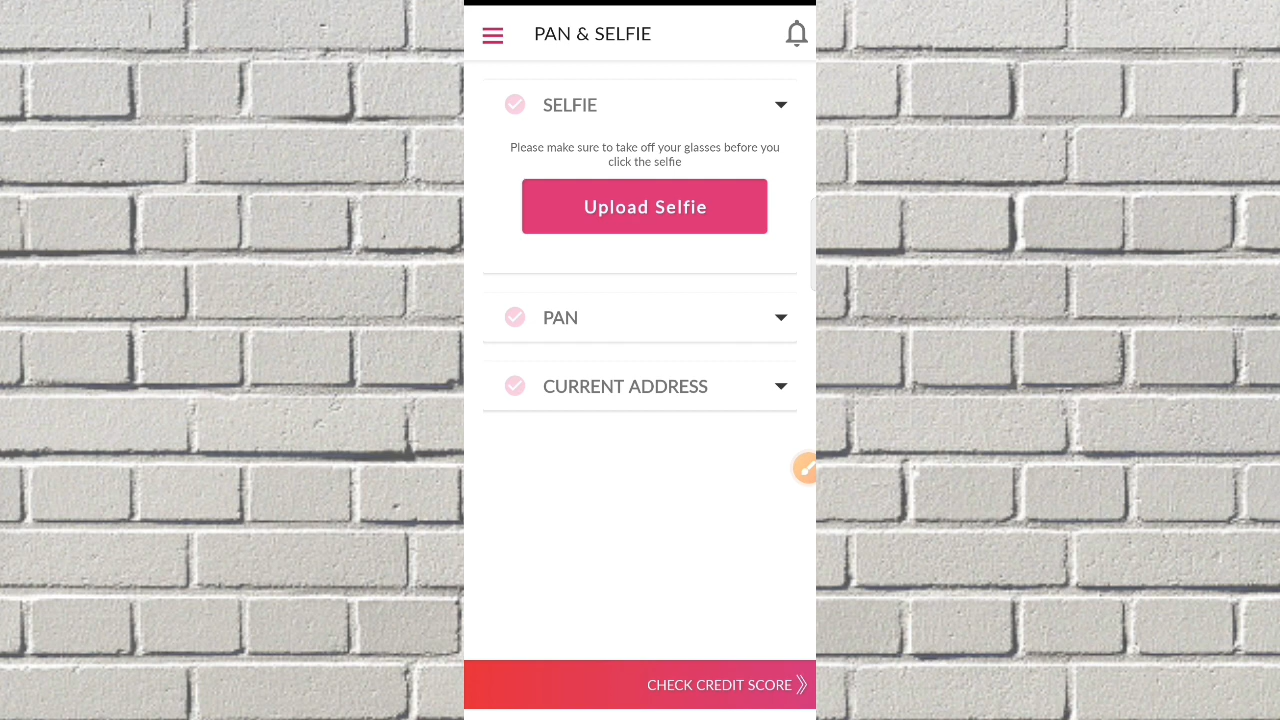 PAN & SELFIE
SELFIE
Please make sure to take off your glasses before you
click the selfie
Upload Selfie
PAN
CURRENT ADDRESS
CHECK CREDIT SCORE